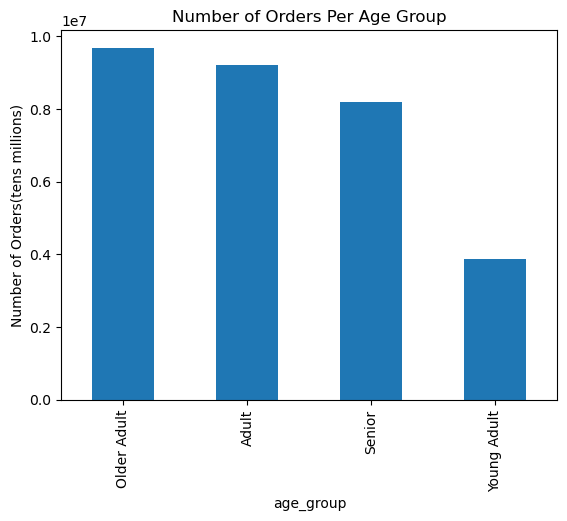 Number of Orders Per Age Group
1e7
1.0
0.8
0.6
0.4
0.2
0.0
Number of Orders(tens millions)
Older Adult
Adult
Senior
Young Adult
age_group